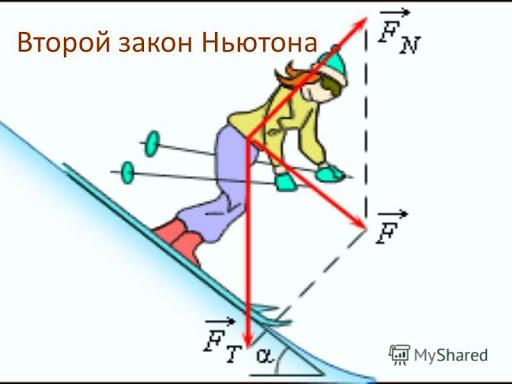 Второй закон Ньютона
F N
F
F T
α
MyShared